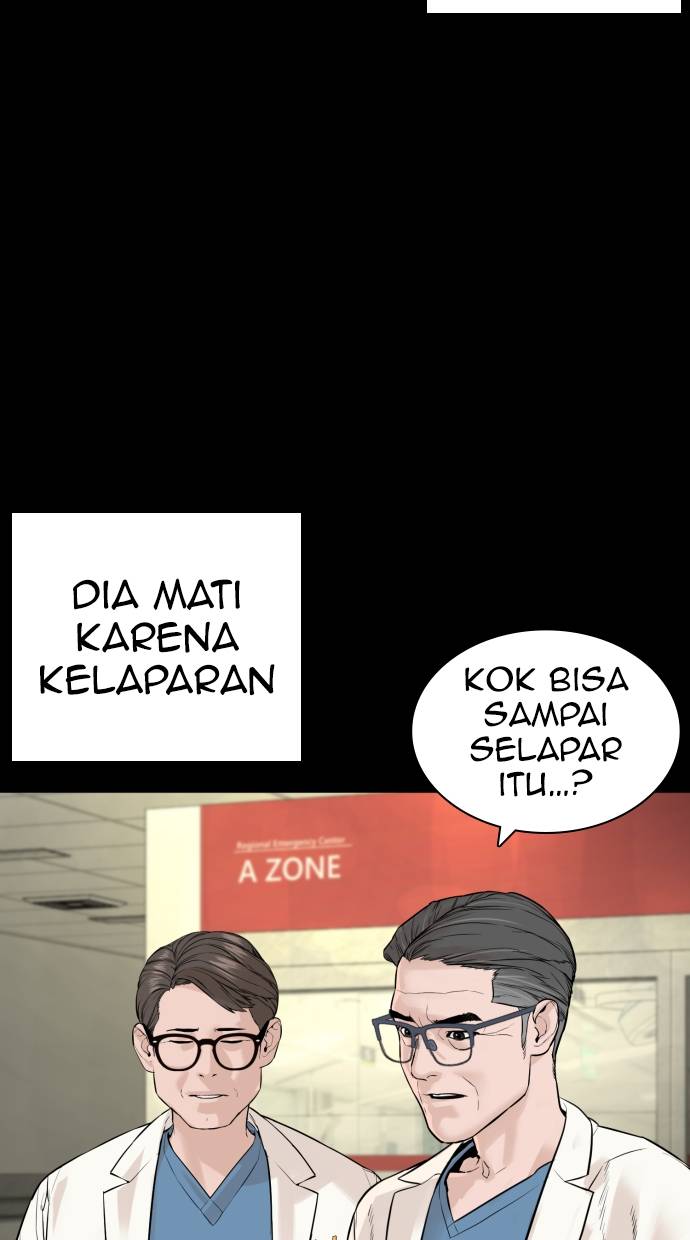 DIA MATI
KARENA
KELAPARAN
KOK BISA
SAMPAI
SELAPAR
ITU...?
Regional Emergency Center
A ZONE